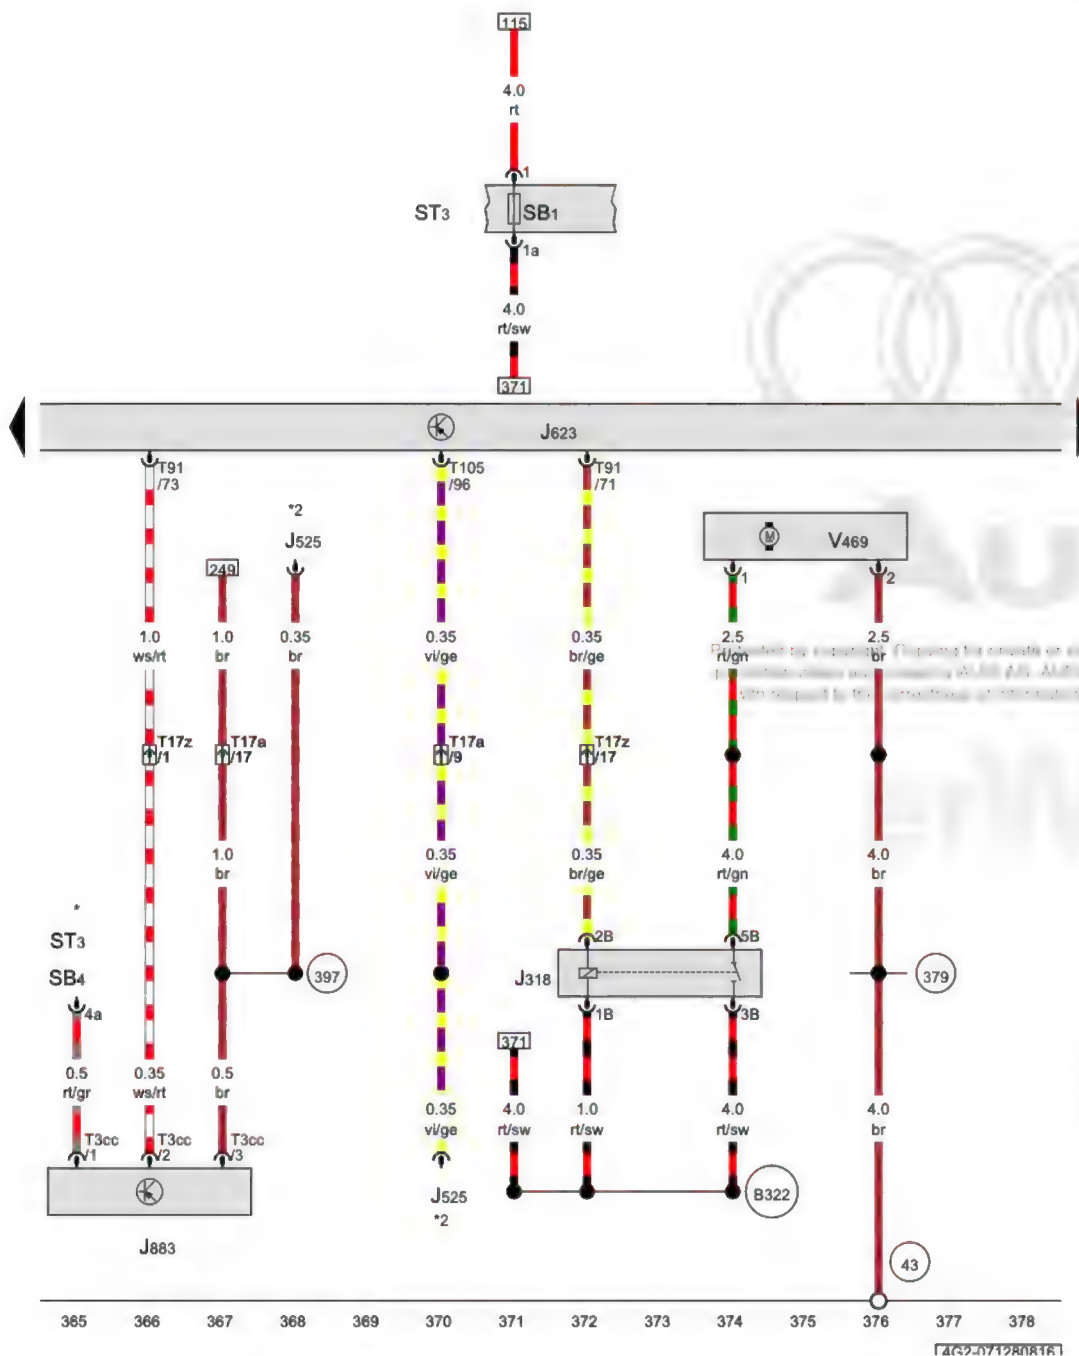 115
4.0
rt
1
ST3 SB1
1a
4.0
rt/sw
371
J623
T91
/73
T105
/96
T91
/71
*2
J525
249
V469
1 2
1.0 1.0 0.35 0.35 0.35 2.5 2.5
ws/rt br br vi/ge br/ge rt/gn br
T17z
/1
T17a
/17
T17a
/9
T17z
/17
1.0 0.35 0.35 4.0 4.0
br vi/ge br/ge rt/gn br
*
ST3
SB4
4a
397
2B 5B
J318
1B 3B
379
371
0.5 0.35 0.5 0.35 4.0 1.0 4.0 4.0
rt/gr ws/rt br vi/ge rt/sw rt/sw rt/sw br
T3cc
/1
T3cc
/2
T3cc
/3
J525
*2
B322
J883
43
365 366 367 368 369 370 371 372 373 374 375 376 377 378
4G2-071280816